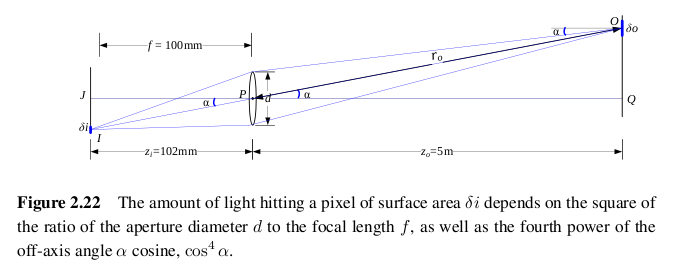 O
δo
α
f = 100mm
r_o
J
P
d
α
α
Q
δi
I
z_i=102mm
z_o=5m
Figure 2.22 The amount of light hitting a pixel of surface area δi depends on the square of
the ratio of the aperture diameter d to the focal length f, as well as the fourth power of the
off-axis angle α cosine, cos⁴ α.